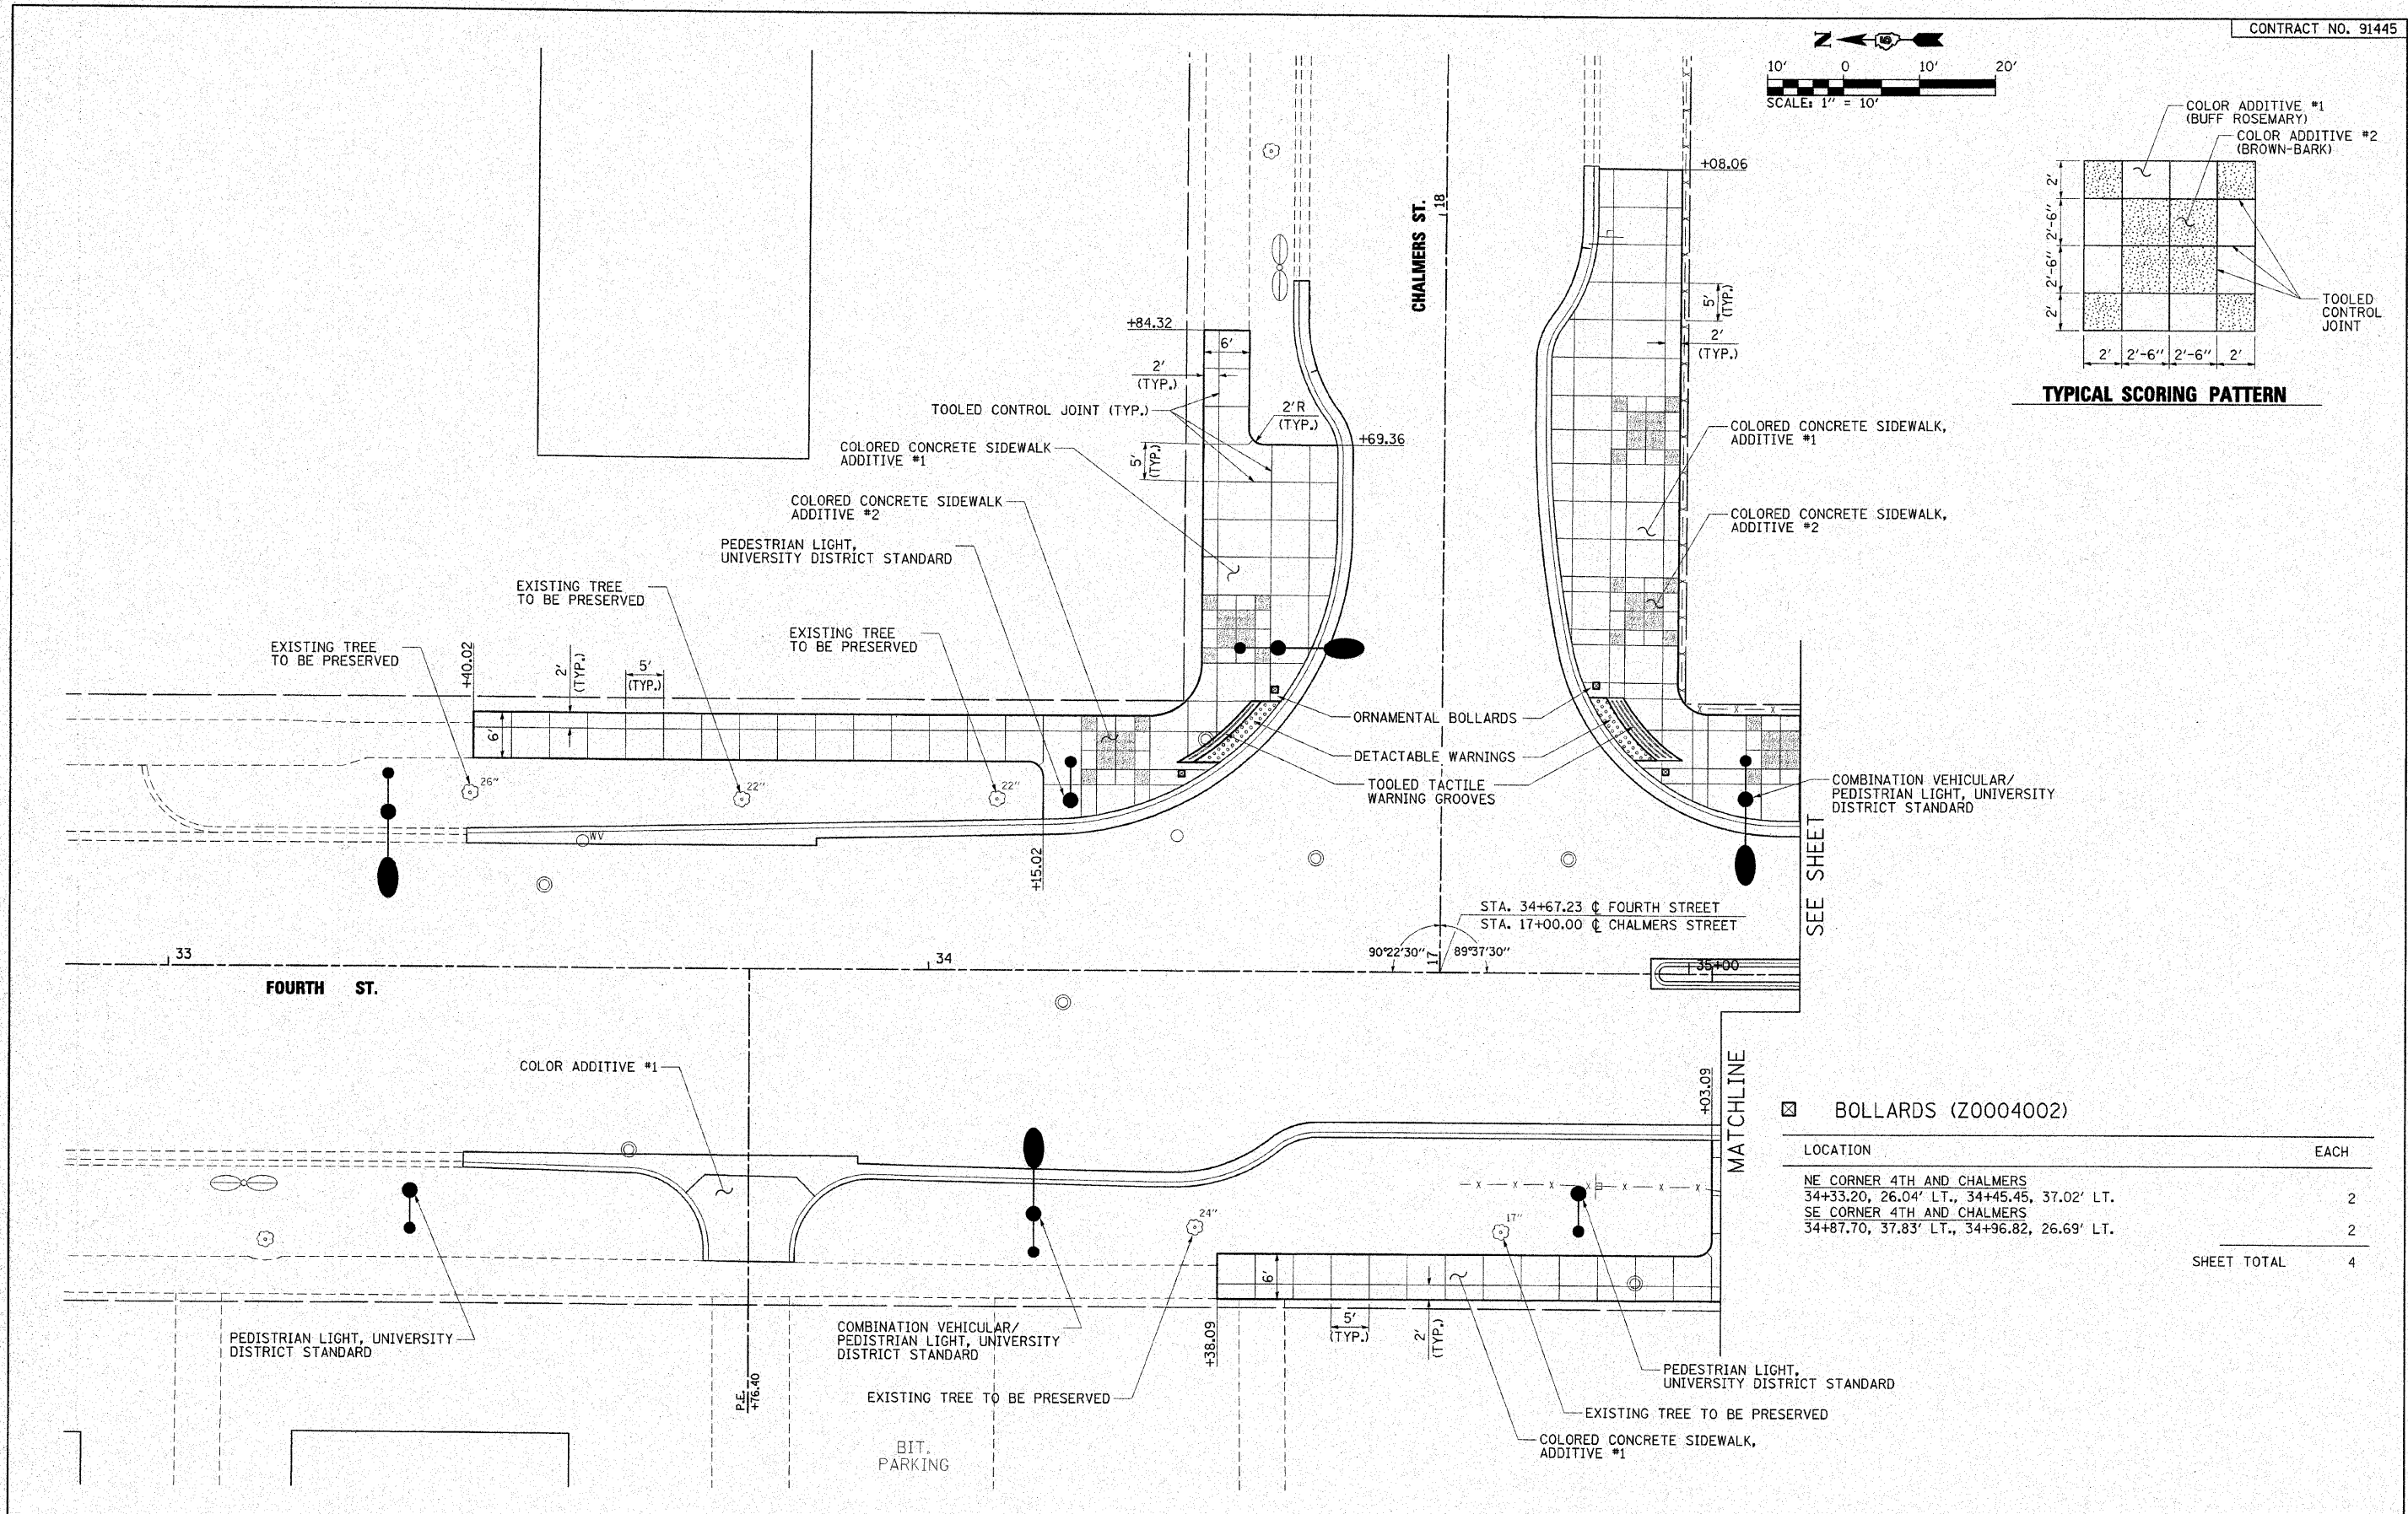 CONTRACT NO. 91445
N
10' 0 10' 20'
SCALE: 1" = 10'
COLOR ADDITIVE #1
(BUFF ROSEMARY)
COLOR ADDITIVE #2
(BROWN-BARK)
2'
2'-6"
2'-6"
2'
TOOLED
CONTROL
JOINT
2' 2'-6" 2'-6" 2'
TYPICAL SCORING PATTERN
+08.06
CHALMERS ST.
18
5'
(TYP.)
2'
(TYP.)
+84.32
6'
2'
(TYP.)
TOOLED CONTROL JOINT (TYP.)
2'R
(TYP.)
+69.36
COLORED CONCRETE SIDEWALK
ADDITIVE #1
5'
(TYP.)
COLORED CONCRETE SIDEWALK,
ADDITIVE #1
COLORED CONCRETE SIDEWALK
ADDITIVE #2
COLORED CONCRETE SIDEWALK,
ADDITIVE #2
PEDESTRIAN LIGHT,
UNIVERSITY DISTRICT STANDARD
EXISTING TREE
TO BE PRESERVED
EXISTING TREE
TO BE PRESERVED
EXISTING TREE
TO BE PRESERVED
+40.02
2'
(TYP.)
5'
(TYP.)
6'
26"
22"
22"
WV
+15.02
ORNAMENTAL BOLLARDS
DETACTABLE WARNINGS
TOOLED TACTILE
WARNING GROOVES
COMBINATION VEHICULAR/
PEDESTRIAN LIGHT, UNIVERSITY
DISTRICT STANDARD
SEE SHEET
STA. 34+67.23 ℄ FOURTH STREET
STA. 17+00.00 ℄ CHALMERS STREET
90°22'30"
17
89°37'30"
33
34
35+00
FOURTH ST.
COLOR ADDITIVE #1
+03.09
MATCHLINE
BOLLARDS (Z0004002)
LOCATION EACH
NE CORNER 4TH AND CHALMERS
34+33.20, 26.04' LT., 34+45.45, 37.02' LT. 2
SE CORNER 4TH AND CHALMERS
34+87.70, 37.83' LT., 34+96.82, 26.69' LT. 2
SHEET TOTAL 4
24"
17"
6'
5'
(TYP.)
2'
(TYP.)
+38.09
PEDISTRIAN LIGHT, UNIVERSITY
DISTRICT STANDARD
COMBINATION VEHICULAR/
PEDISTRIAN LIGHT, UNIVERSITY
DISTRICT STANDARD
P.E.
+76.40
EXISTING TREE TO BE PRESERVED
PEDESTRIAN LIGHT,
UNIVERSITY DISTRICT STANDARD
EXISTING TREE TO BE PRESERVED
COLORED CONCRETE SIDEWALK,
ADDITIVE #1
BIT.
PARKING